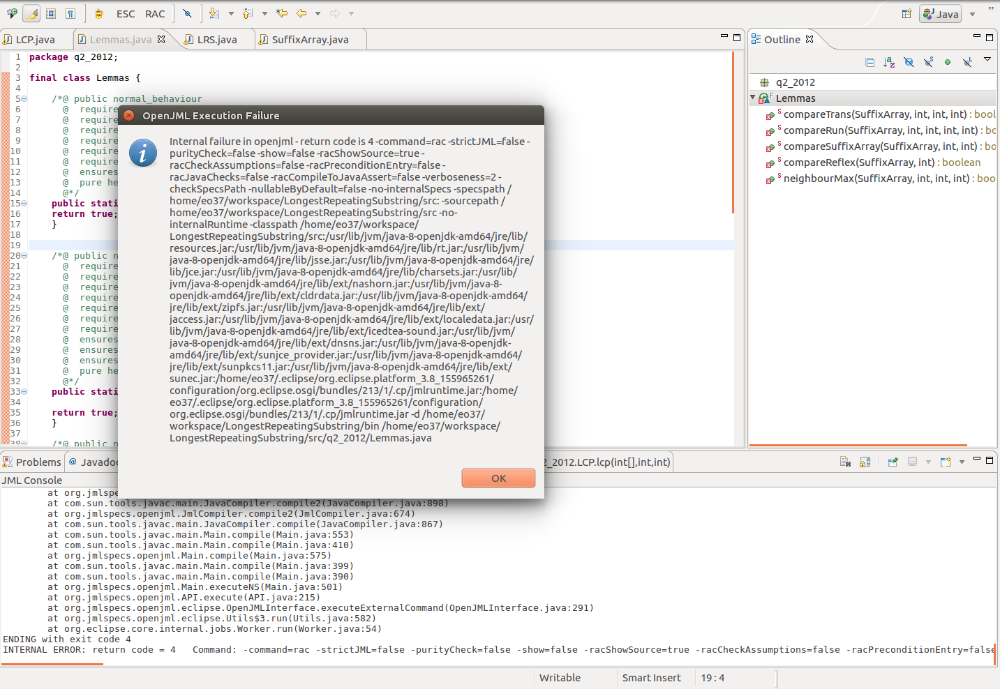 ESC RAC Java
LCP.java Lemmas.java LRS.java SuffixArray.java
Outline
1 package q2_2012;
2
3 final class Lemmas {
4
5 /*@ public normal_behaviour
6 @ require
7 @ require
8 @ require
9 @ require
10 @ require
11 @ require
12 @ ensures
13 @ pure he
14 @*/
15 public stati
16 return true;
17 }
18
19
20 /*@ public n
21 @ require
22 @ require
23 @ require
24 @ require
25 @ require
26 @ require
27 @ require
28 @ ensures
29 @ ensures
30 @ ensures
31 @ pure he
32 @*/
33 public stati
34
35 return true;
36 }
37
38 /*@ public n
q2_2012
Lemmas
compareTrans(SuffixArray, int, int, int) : bool
compareRun(SuffixArray, int, int, int, int) : bo
compareSuffixArray(SuffixArray, int, int) : boo
compareReflex(SuffixArray, int) : boolean
neighbourMax(SuffixArray, int, int, int) : boo
OpenJML Execution Failure
Internal failure in openjml - return code is 4 -command=rac -strictJML=false -
purityCheck=false -show=false -racShowSource=true -
racCheckAssumptions=false -racPreconditionEntry=false -
racJavaChecks=false -racCompileToJavaAssert=false -verboseness=2 -
checkSpecsPath -nullableByDefault=false -no-internalSpecs -specspath /
home/eo37/workspace/LongestRepeatingSubstring/src: -sourcepath /
home/eo37/workspace/LongestRepeatingSubstring/src -no-
internalRuntime -classpath /home/eo37/workspace/
LongestRepeatingSubstring/src:/usr/lib/jvm/java-8-openjdk-amd64/jre/lib/
resources.jar:/usr/lib/jvm/java-8-openjdk-amd64/jre/lib/rt.jar:/usr/lib/jvm/
java-8-openjdk-amd64/jre/lib/jsse.jar:/usr/lib/jvm/java-8-openjdk-amd64/jre/
lib/jce.jar:/usr/lib/jvm/java-8-openjdk-amd64/jre/lib/charsets.jar:/usr/lib/
jvm/java-8-openjdk-amd64/jre/lib/ext/nashorn.jar:/usr/lib/jvm/java-8-
openjdk-amd64/jre/lib/ext/cldrdata.jar:/usr/lib/jvm/java-8-openjdk-amd64/
jre/lib/ext/zipfs.jar:/usr/lib/jvm/java-8-openjdk-amd64/jre/lib/ext/
jaccess.jar:/usr/lib/jvm/java-8-openjdk-amd64/jre/lib/ext/localedata.jar:/usr/
lib/jvm/java-8-openjdk-amd64/jre/lib/ext/icedtea-sound.jar:/usr/lib/jvm/
java-8-openjdk-amd64/jre/lib/ext/dnsns.jar:/usr/lib/jvm/java-8-openjdk-
amd64/jre/lib/ext/sunjce_provider.jar:/usr/lib/jvm/java-8-openjdk-amd64/
jre/lib/ext/sunpkcs11.jar:/usr/lib/jvm/java-8-openjdk-amd64/jre/lib/ext/
sunec.jar:/home/eo37/.eclipse/org.eclipse.platform_3.8_155965261/
configuration/org.eclipse.osgi/bundles/213/1/.cp/jmlruntime.jar:/home/
eo37/.eclipse/org.eclipse.platform_3.8_155965261/configuration/
org.eclipse.osgi/bundles/213/1/.cp/jmlruntime.jar -d /home/eo37/
workspace/LongestRepeatingSubstring/bin /home/eo37/workspace/
LongestRepeatingSubstring/src/q2_2012/Lemmas.java
OK
Problems @ Javadoc 2_2012.LCP.lcp(int[],int,int)
JML Console
at org.jmlspe
at com.sun.tools.javac.main.JavaCompiler.compile2(JavaCompiler.java:898)
at org.jmlspecs.openjml.JmlCompiler.compile2(JmlCompiler.java:674)
at com.sun.tools.javac.main.JavaCompiler.compile(JavaCompiler.java:867)
at com.sun.tools.javac.main.Main.compile(Main.java:553)
at com.sun.tools.javac.main.Main.compile(Main.java:410)
at org.jmlspecs.openjml.Main.compile(Main.java:575)
at com.sun.tools.javac.main.Main.compile(Main.java:399)
at com.sun.tools.javac.main.Main.compile(Main.java:390)
at org.jmlspecs.openjml.Main.executeNS(Main.java:501)
at org.jmlspecs.openjml.API.execute(API.java:215)
at org.jmlspecs.openjml.eclipse.OpenJMLInterface.executeExternalCommand(OpenJMLInterface.java:291)
at org.jmlspecs.openjml.eclipse.Utils$3.run(Utils.java:582)
at org.eclipse.core.internal.jobs.Worker.run(Worker.java:54)
ENDING with exit code 4
INTERNAL ERROR: return code = 4 Command: -command=rac -strictJML=false -purityCheck=false -show=false -racShowSource=true -racCheckAssumptions=false -racPreconditionEntry=false
Writable Smart Insert 19 : 4